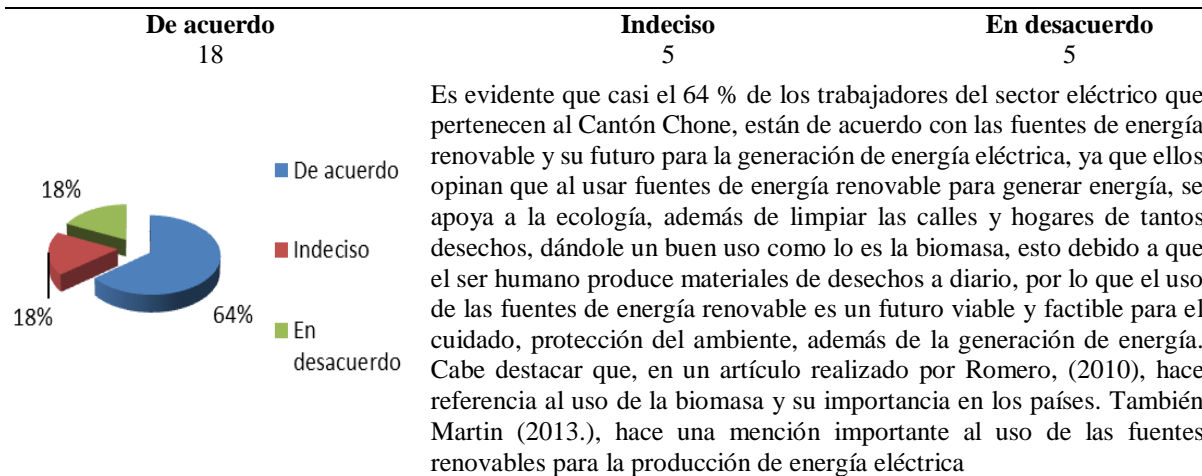 De acuerdo Indeciso En desacuerdo
18 5 5
18%
18%
64%
De acuerdo
Indeciso
En
desacuerdo
Es evidente que casi el 64 % de los trabajadores del sector eléctrico que
pertenecen al Cantón Chone, están de acuerdo con las fuentes de energía
renovable y su futuro para la generación de energía eléctrica, ya que ellos
opinan que al usar fuentes de energía renovable para generar energía, se
apoya a la ecología, además de limpiar las calles y hogares de tantos
desechos, dándole un buen uso como lo es la biomasa, esto debido a que
el ser humano produce materiales de desechos a diario, por lo que el uso
de las fuentes de energía renovable es un futuro viable y factible para el
cuidado, protección del ambiente, además de la generación de energía.
Cabe destacar que, en un artículo realizado por Romero, (2010), hace
referencia al uso de la biomasa y su importancia en los países. También
Martin (2013.), hace una mención importante al uso de las fuentes
renovables para la producción de energía eléctrica